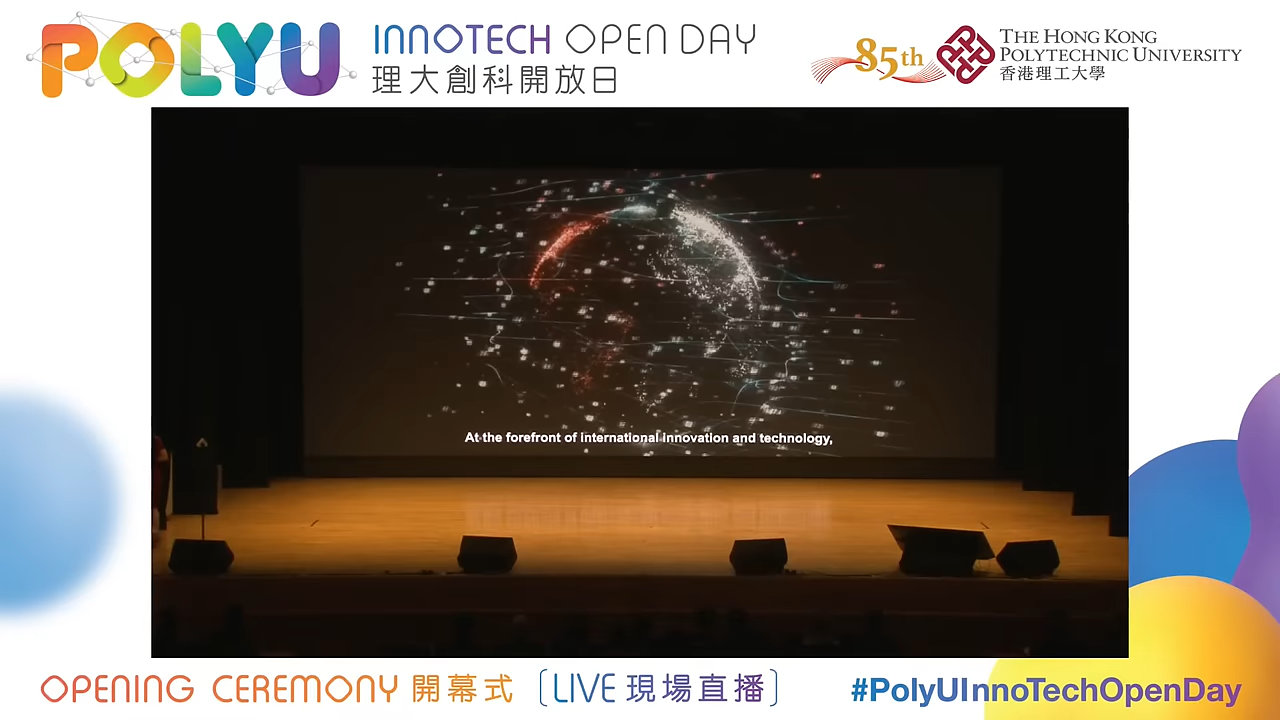 POLYU INNOTECH OPEN DAY
理大創科開放日
85th
THE HONG KONG
POLYTECHNIC UNIVERSITY
香港理工大學
At the forefront of international innovation and technology,
OPENING CEREMONY 開幕式 [LIVE 現場直播]
#PolyUInnoTechOpenDay